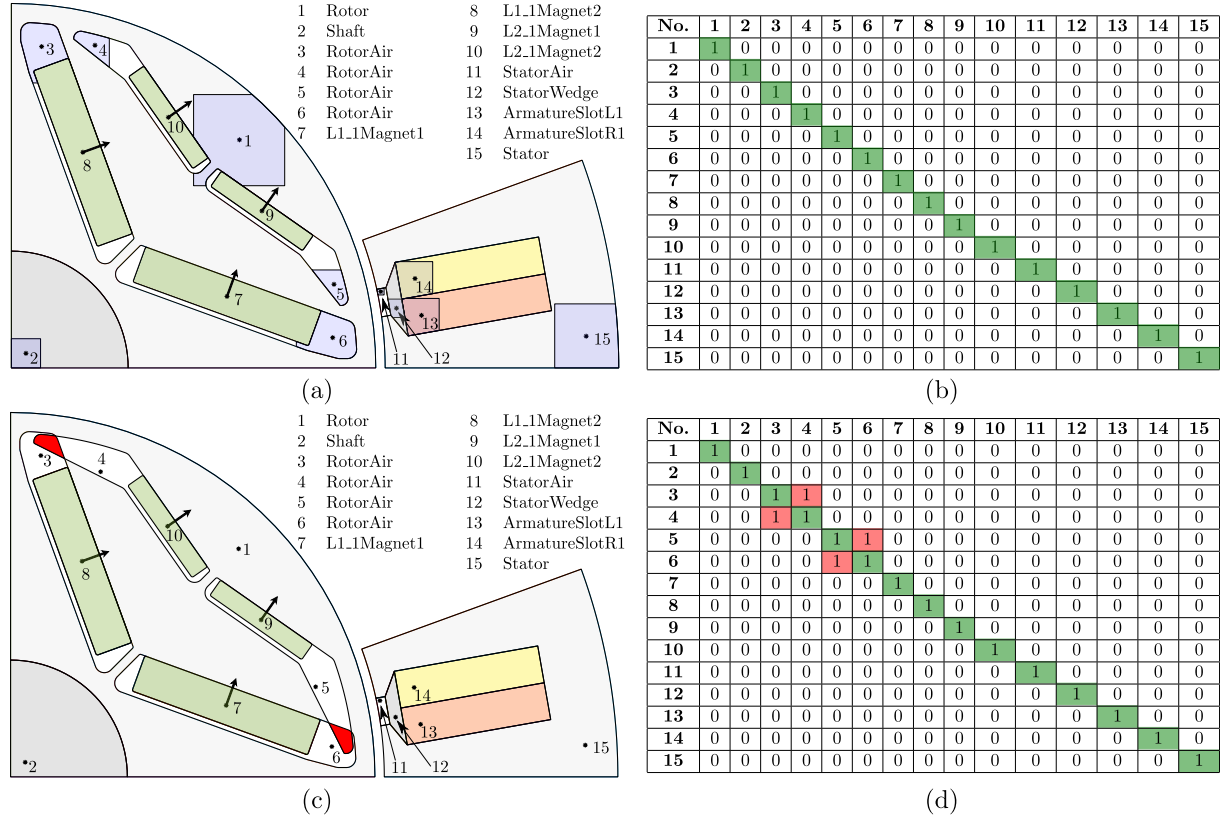 1 Rotor 8 L1_1Magnet2
2 Shaft 9 L2_1Magnet1
3 RotorAir 10 L2_1Magnet2
4 RotorAir 11 StatorAir
5 RotorAir 12 StatorWedge
6 RotorAir 13 ArmatureSlotL1
7 L1_1Magnet1 14 ArmatureSlotR1
15 Stator
3
4
10
1
8
9
5
7
6
2
14
13
11
12
15
(a)
No. 1 2 3 4 5 6 7 8 9 10 11 12 13 14 15
1 1 0 0 0 0 0 0 0 0 0 0 0 0 0 0
2 0 1 0 0 0 0 0 0 0 0 0 0 0 0 0
3 0 0 1 0 0 0 0 0 0 0 0 0 0 0 0
4 0 0 0 1 0 0 0 0 0 0 0 0 0 0 0
5 0 0 0 0 1 0 0 0 0 0 0 0 0 0 0
6 0 0 0 0 0 1 0 0 0 0 0 0 0 0 0
7 0 0 0 0 0 0 1 0 0 0 0 0 0 0 0
8 0 0 0 0 0 0 0 1 0 0 0 0 0 0 0
9 0 0 0 0 0 0 0 0 1 0 0 0 0 0 0
10 0 0 0 0 0 0 0 0 0 1 0 0 0 0 0
11 0 0 0 0 0 0 0 0 0 0 1 0 0 0 0
12 0 0 0 0 0 0 0 0 0 0 0 1 0 0 0
13 0 0 0 0 0 0 0 0 0 0 0 0 1 0 0
14 0 0 0 0 0 0 0 0 0 0 0 0 0 1 0
15 0 0 0 0 0 0 0 0 0 0 0 0 0 0 1
(b)
1 Rotor 8 L1_1Magnet2
2 Shaft 9 L2_1Magnet1
3 RotorAir 10 L2_1Magnet2
4 RotorAir 11 StatorAir
5 RotorAir 12 StatorWedge
6 RotorAir 13 ArmatureSlotL1
7 L1_1Magnet1 14 ArmatureSlotR1
15 Stator
3
4
10
1
8
9
5
7
6
2
14
13
11
12
15
(c)
No. 1 2 3 4 5 6 7 8 9 10 11 12 13 14 15
1 1 0 0 0 0 0 0 0 0 0 0 0 0 0 0
2 0 1 0 0 0 0 0 0 0 0 0 0 0 0 0
3 0 0 1 1 0 0 0 0 0 0 0 0 0 0 0
4 0 0 1 1 0 0 0 0 0 0 0 0 0 0 0
5 0 0 0 0 1 1 0 0 0 0 0 0 0 0 0
6 0 0 0 0 1 1 0 0 0 0 0 0 0 0 0
7 0 0 0 0 0 0 1 0 0 0 0 0 0 0 0
8 0 0 0 0 0 0 0 1 0 0 0 0 0 0 0
9 0 0 0 0 0 0 0 0 1 0 0 0 0 0 0
10 0 0 0 0 0 0 0 0 0 1 0 0 0 0 0
11 0 0 0 0 0 0 0 0 0 0 1 0 0 0 0
12 0 0 0 0 0 0 0 0 0 0 0 1 0 0 0
13 0 0 0 0 0 0 0 0 0 0 0 0 1 0 0
14 0 0 0 0 0 0 0 0 0 0 0 0 0 1 0
15 0 0 0 0 0 0 0 0 0 0 0 0 0 0 1
(d)